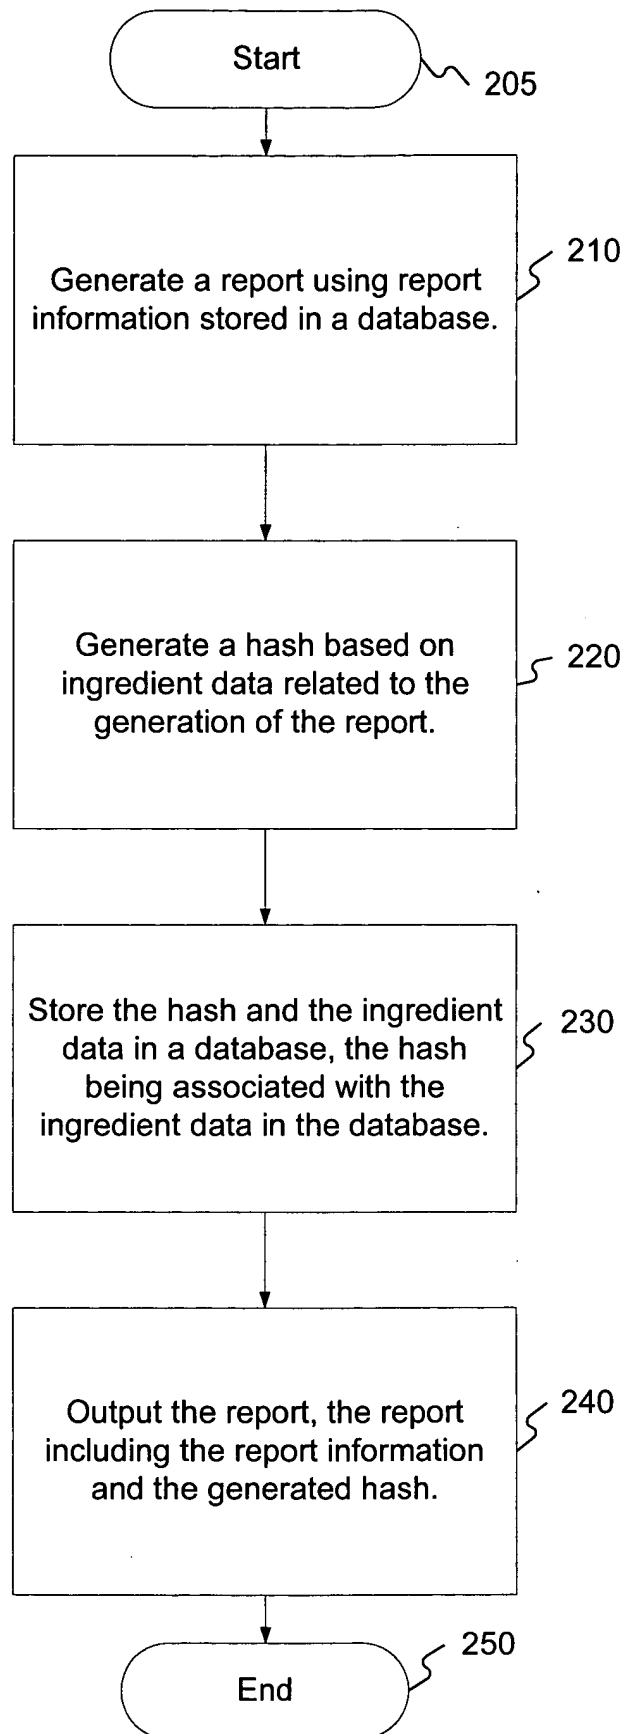 Start
205
Generate a report using report
information stored in a database.
210
Generate a hash based on
ingredient data related to the
generation of the report.
220
Store the hash and the ingredient
data in a database, the hash
being associated with the
ingredient data in the database.
230
Output the report, the report
including the report information
and the generated hash.
240
End
250